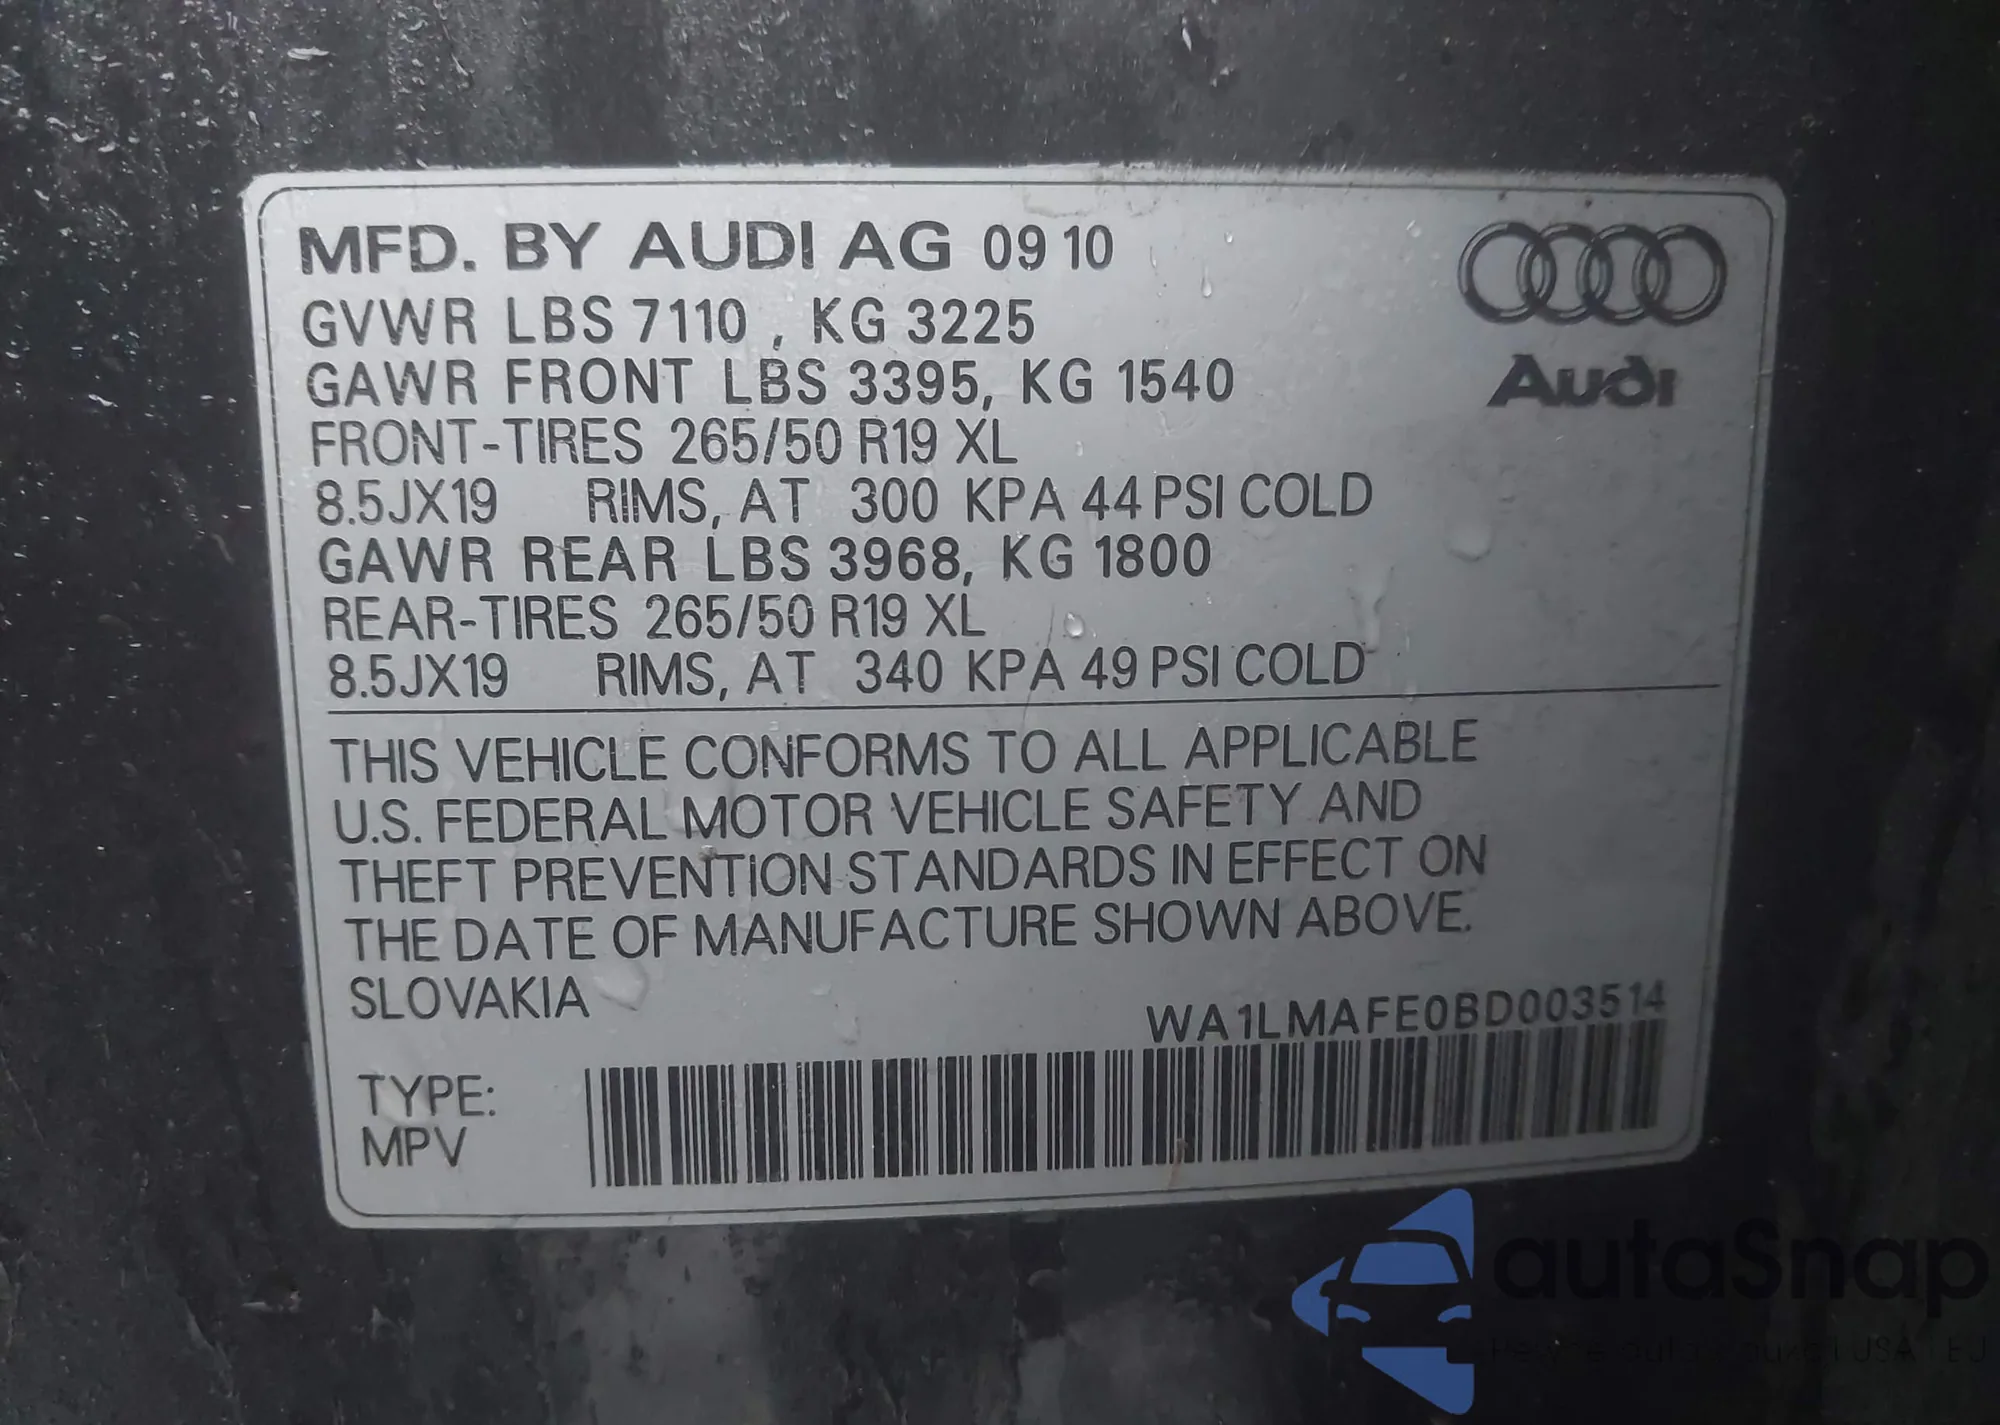 MFD. BY AUDI AG 09 10
GVWR LBS 7110 , KG 3225
GAWR FRONT LBS 3395, KG 1540
FRONT-TIRES 265/50 R19 XL
8.5JX19 RIMS, AT 300 KPA 44 PSI COLD
GAWR REAR LBS 3968, KG 1800
REAR-TIRES 265/50 R19 XL
8.5JX19 RIMS, AT 340 KPA 49 PSI COLD
Audi
THIS VEHICLE CONFORMS TO ALL APPLICABLE
U.S. FEDERAL MOTOR VEHICLE SAFETY AND
THEFT PREVENTION STANDARDS IN EFFECT ON
THE DATE OF MANUFACTURE SHOWN ABOVE.
SLOVAKIA
WA1LMAFE0BD003514
TYPE:
MPV
autoSnap